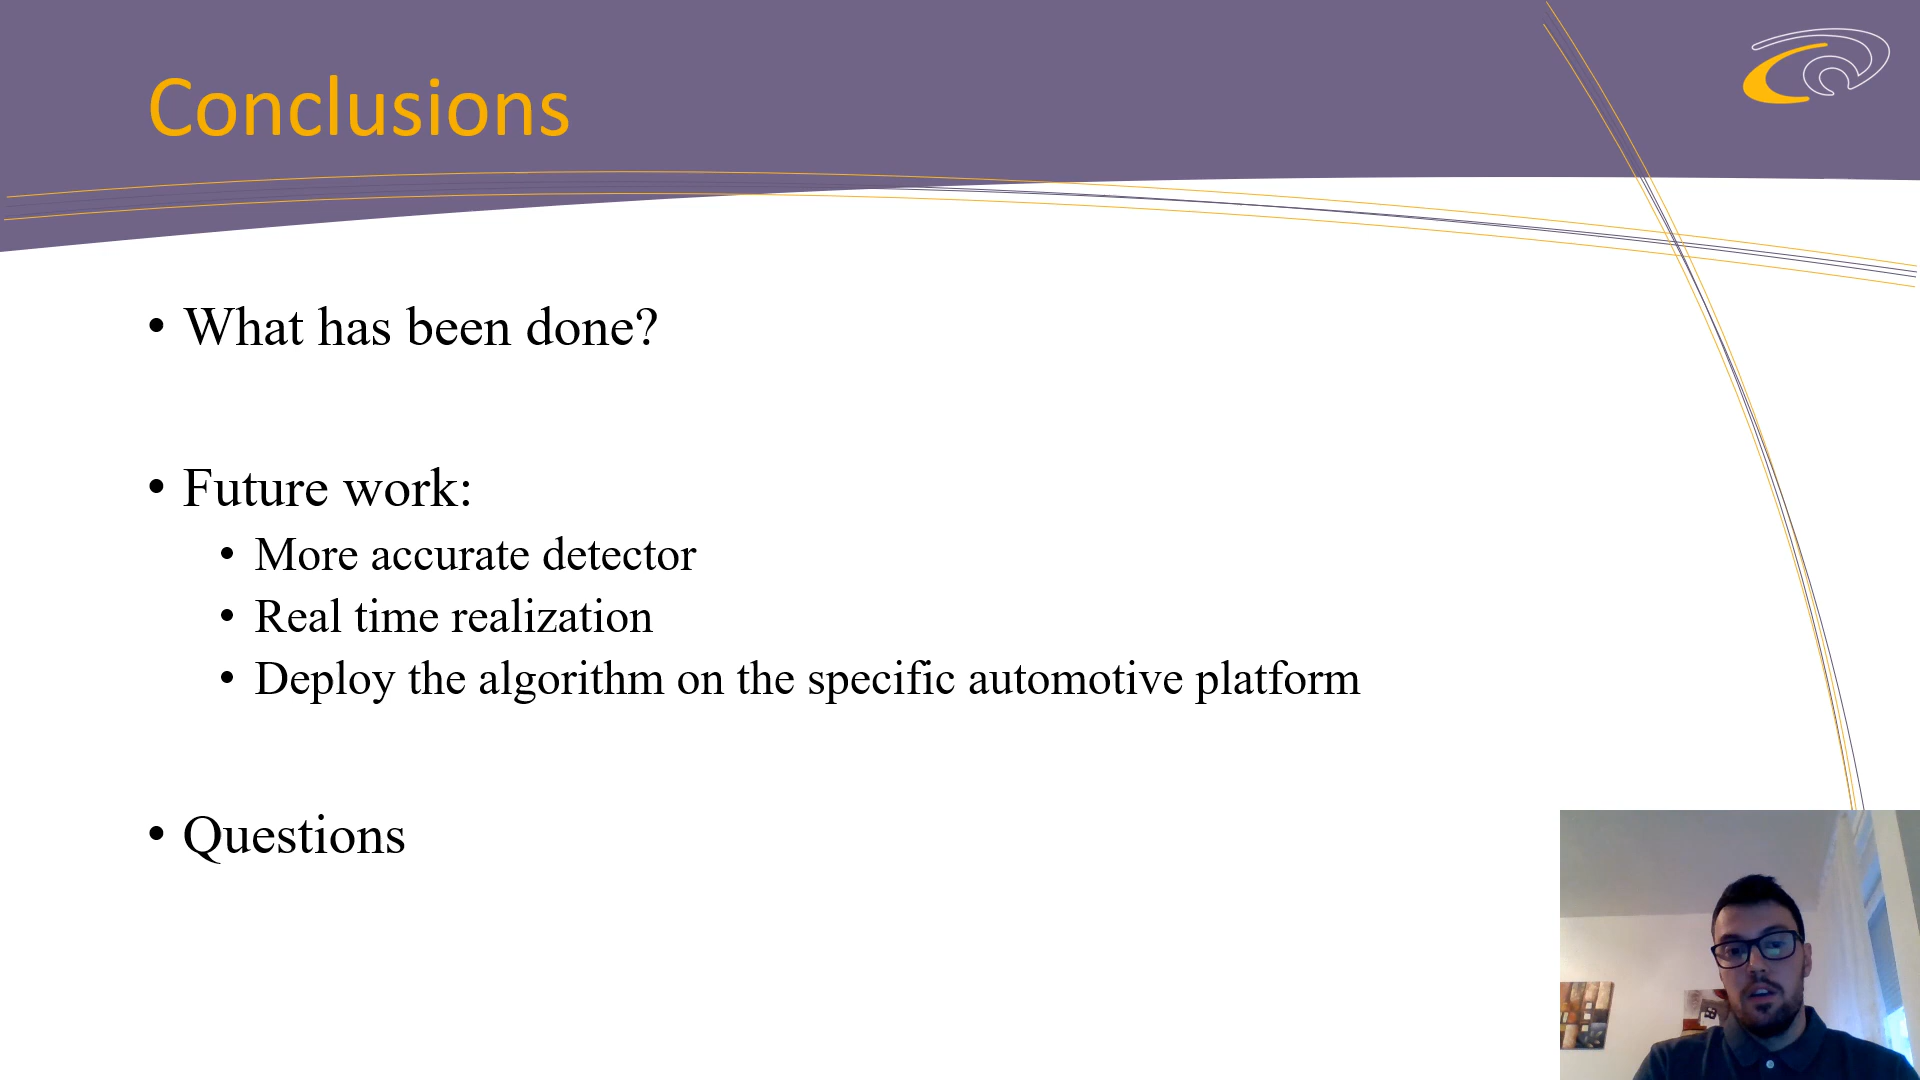 Conclusions
• What has been done?
• Future work:
• More accurate detector
• Real time realization
• Deploy the algorithm on the specific automotive platform
• Questions